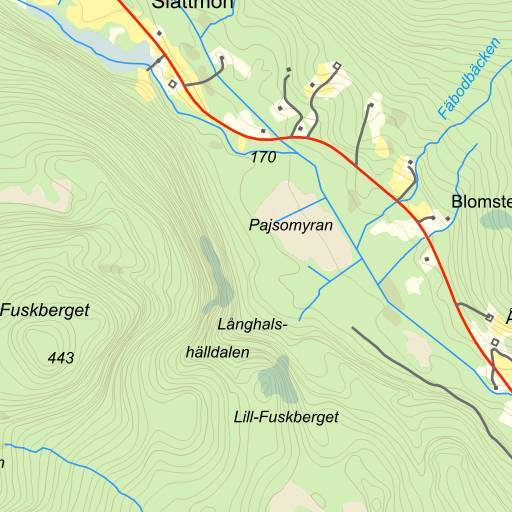 Slättmon
Fäbodbäcken
170
Blomste
Pajsomyran
Fuskberget
Långhals-
hälldalen
443
Lill-Fuskberget